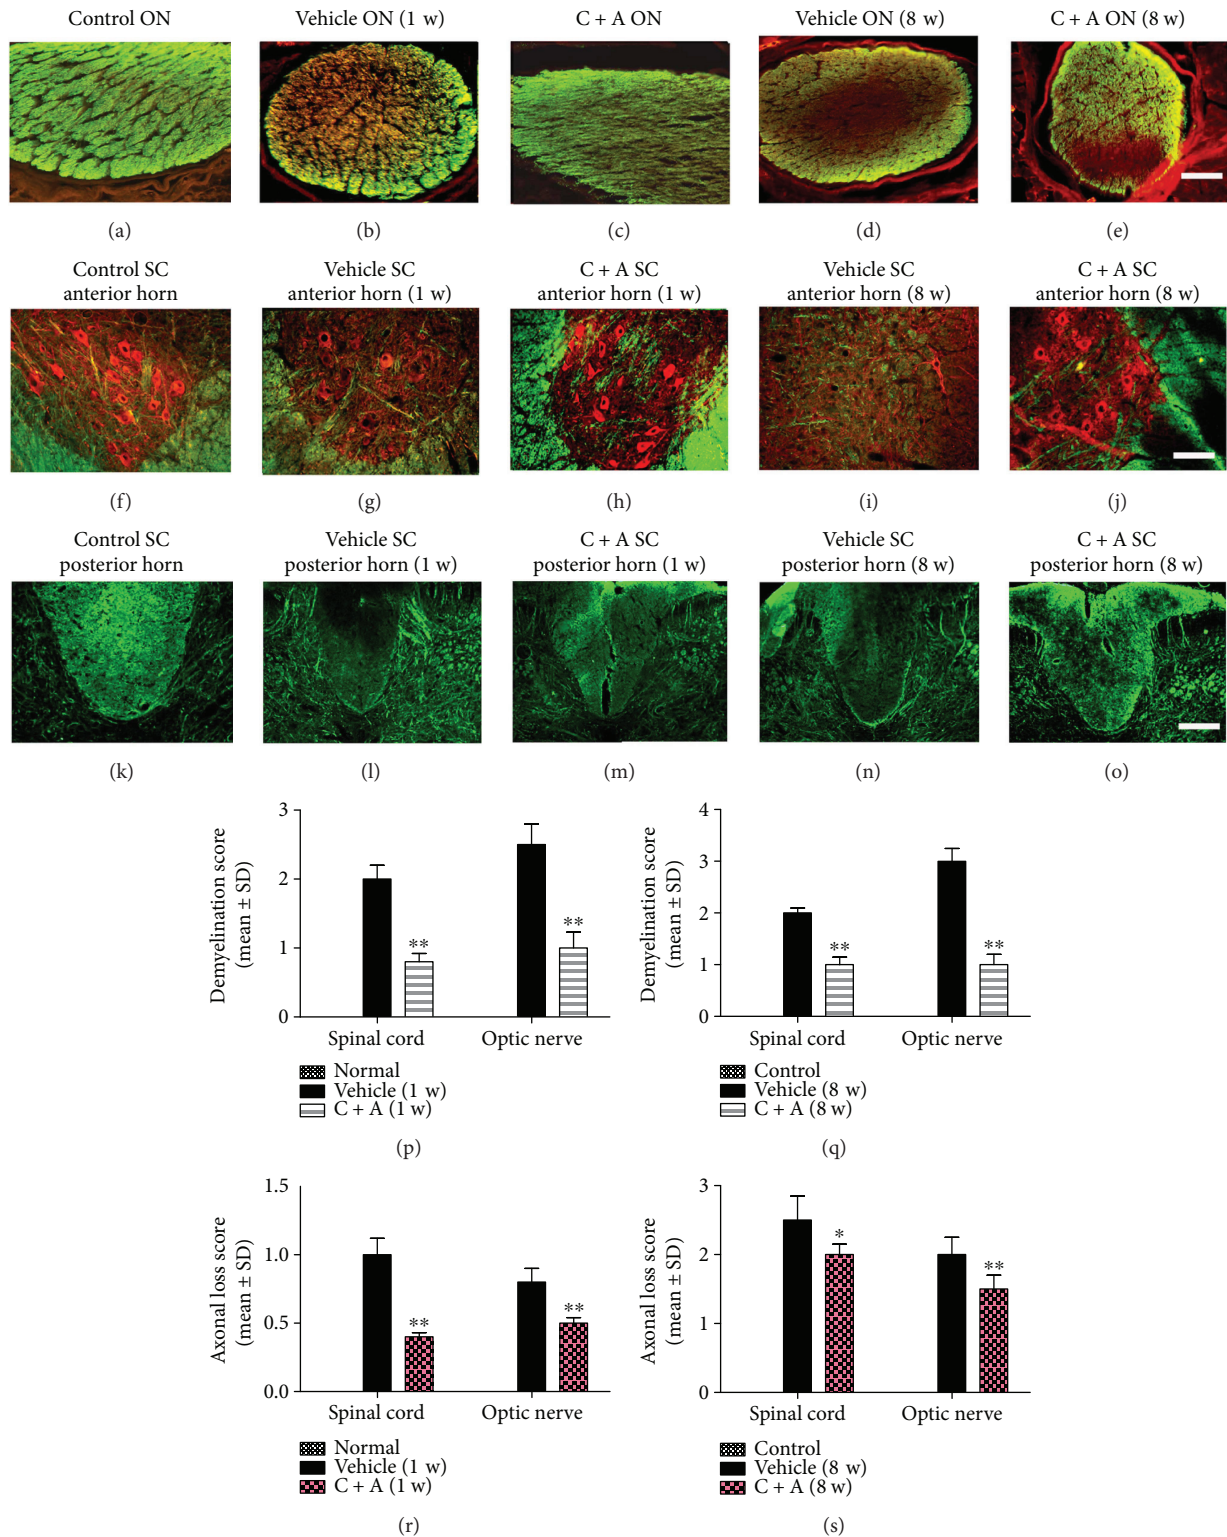 Control ON
Vehicle ON (1 w)
C + A ON
Vehicle ON (8 w)
C + A ON (8 w)
(a)
(b)
(c)
(d)
(e)
Control SC
anterior horn
Vehicle SC
anterior horn (1 w)
C + A SC
anterior horn (1 w)
Vehicle SC
anterior horn (8 w)
C + A SC
anterior horn (8 w)
(f)
(g)
(h)
(i)
(j)
Control SC
posterior horn
Vehicle SC
posterior horn (1 w)
C + A SC
posterior horn (1 w)
Vehicle SC
posterior horn (8 w)
C + A SC
posterior horn (8 w)
(k)
(l)
(m)
(n)
(o)
Demyelination score
(mean ± SD)
3
2
1
0
**
**
Spinal cord
Optic nerve
Normal
Vehicle (1 w)
C + A (1 w)
(p)
Demyelination score
(mean ± SD)
4
3
2
1
0
**
**
Spinal cord
Optic nerve
Control
Vehicle (8 w)
C + A (8 w)
(q)
Axonal loss score
(mean ± SD)
1.5
1.0
0.5
0.0
**
**
Spinal cord
Optic nerve
Normal
Vehicle (1 w)
C + A (1 w)
(r)
Axonal loss score
(mean ± SD)
3
2
1
0
*
**
Spinal cord
Optic nerve
Control
Vehicle (8 w)
C + A (8 w)
(s)